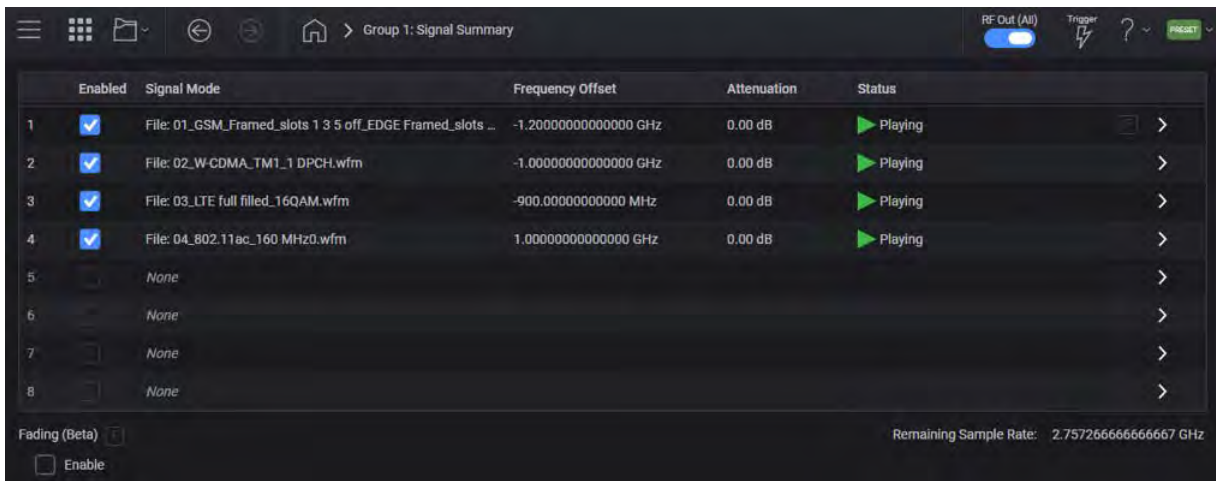 Group 1: Signal Summary RF Out (All) Trigger ? PRESET
Enabled Signal Mode Frequency Offset Attenuation Status
1 File: 01_GSM_Framed_slots 1 3 5 off_EDGE Framed_slots ... -1.20000000000000 GHz 0.00 dB Playing
2 File: 02_W-CDMA_TM1_1 DPCH.wfm -1.00000000000000 GHz 0.00 dB Playing
3 File: 03_LTE full filled_16QAM.wfm -900.00000000000 MHz 0.00 dB Playing
4 File: 04_802.11ac_160 MHz0.wfm 1.00000000000000 GHz 0.00 dB Playing
5 None
6 None
7 None
8 None
Fading (Beta) Remaining Sample Rate: 2.757266666666667 GHz
Enable